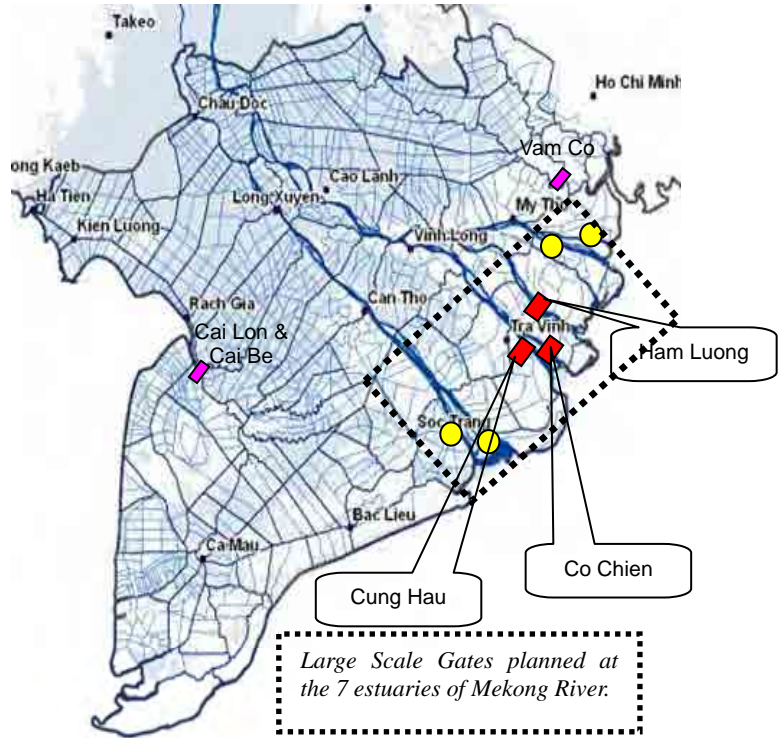 Takeo
Ho Chi Minh
Chau Doc
Vam Co
ong Kaeb
Cao Lanh
Ha Tien
Long Xuyen
My Tho
Kien Luong
Vinh Long
Rach Gia
Can Tho
Cai Lon &
Cai Be
Tra Vinh
Ham Luong
Soc Trang
Bac Lieu
Ca Mau
Co Chien
Cung Hau
Large Scale Gates planned at
the 7 estuaries of Mekong River.